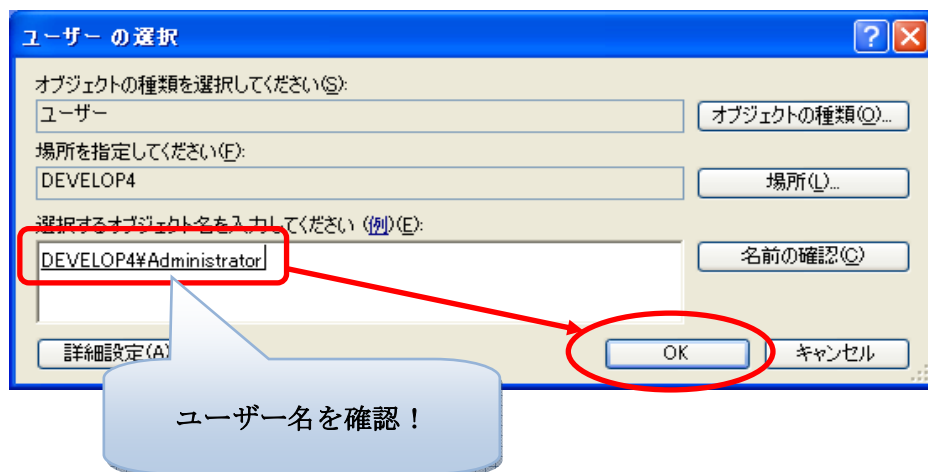 ユーザー の選択
オブジェクトの種類を選択してください(S):
ユーザー
オブジェクトの種類(O)...
場所を指定してください(F):
DEVELOP4
場所(L)...
選択するオブジェクト名を入力してください (例)(E):
DEVELOP4¥Administrator
名前の確認(C)
詳細設定(A)
OK
キャンセル
ユーザー名を確認！